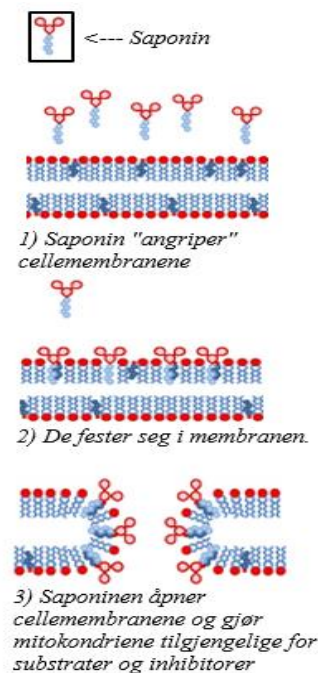 <--- Saponin
1) Saponin "angriper"
cellemembranene
2) De fester seg i membranen.
3) Saponinen åpner
cellemembranene og gjør
mitokondriene tilgjengelige for
substrater og inhibitorer